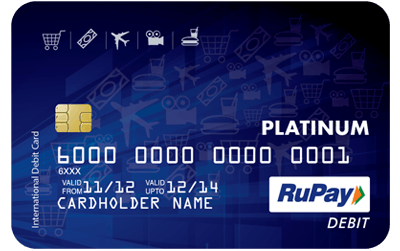 International Debit Card
PLATINUM
6000 0000 0000 0001
6XXX
VALID FROM 11/12 VALID UPTO 12/14
CARDHOLDER NAME
RuPay
DEBIT